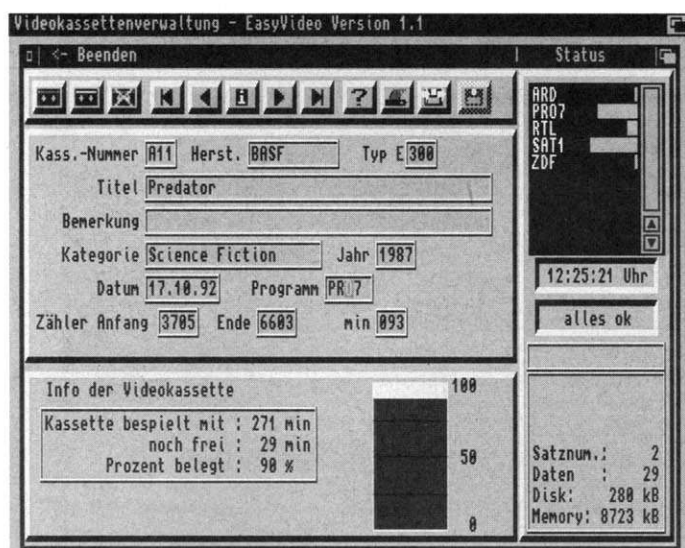 Videokassettenverwaltung - EasyVideo Version 1.1
<- Beenden
Status
ARD
PRO7
RTL
SAT1
ZDF
Kass.-Nummer A11 Herst. BASF Typ E 300
Titel Predator
Bemerkung
Kategorie Science Fiction Jahr 1987
Datum 17.10.92 Programm PRO7
Zähler Anfang 3705 Ende 6603 min 093
12:25:21 Uhr
alles ok
Info der Videokassette
Kassette bespielt mit : 271 min
noch frei : 29 min
Prozent belegt : 90 %
100
50
0
Satznum.: 2
Daten : 29
Disk: 280 kB
Memory: 8723 kB